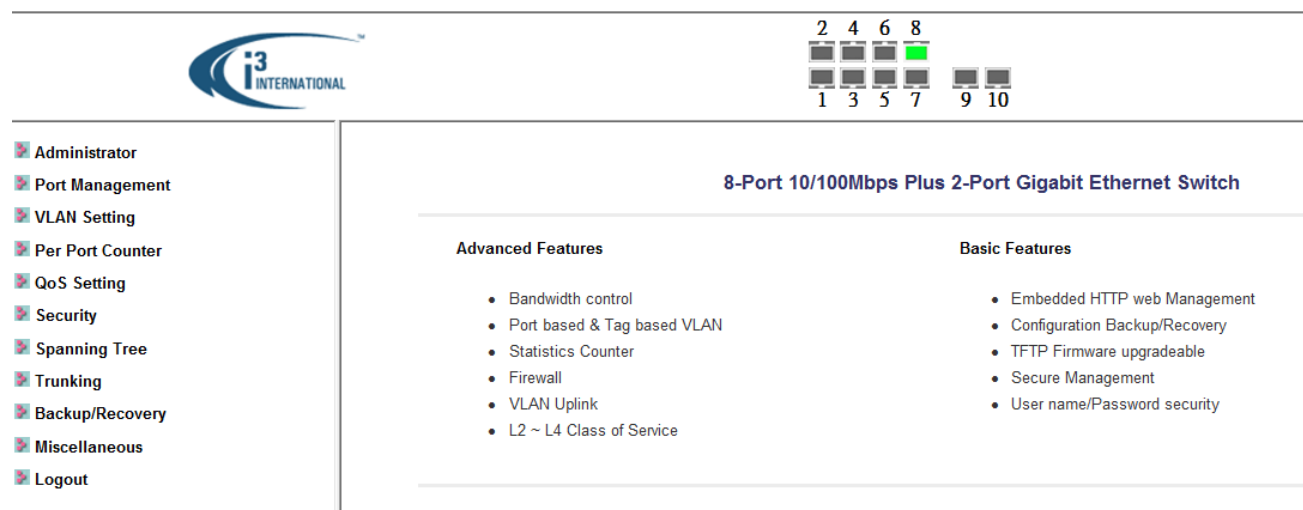 2 4 6 8
i3 INTERNATIONAL ™
1 3 5 7 9 10
Administrator
Port Management
VLAN Setting
Per Port Counter
QoS Setting
Security
Spanning Tree
Trunking
Backup/Recovery
Miscellaneous
Logout
8-Port 10/100Mbps Plus 2-Port Gigabit Ethernet Switch
Advanced Features
Bandwidth control
Port based & Tag based VLAN
Statistics Counter
Firewall
VLAN Uplink
L2 ~ L4 Class of Service
Basic Features
Embedded HTTP web Management
Configuration Backup/Recovery
TFTP Firmware upgradeable
Secure Management
User name/Password security